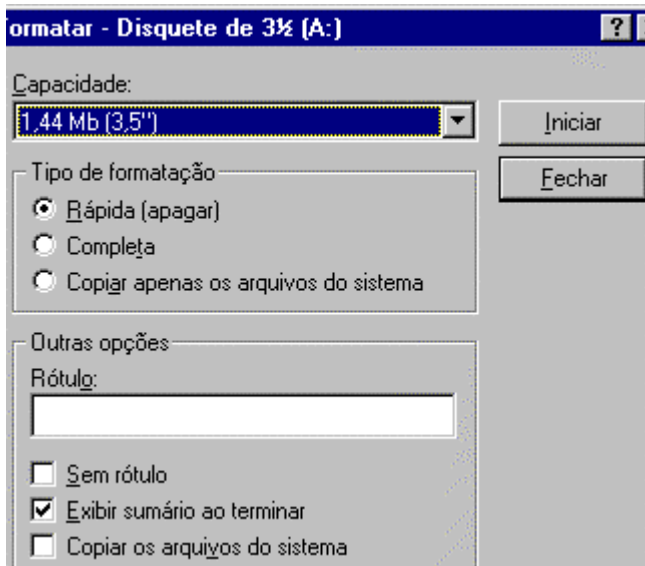 ormatar - Disquete de 3½ (A:) ?
Capacidade:
1,44 Mb (3,5")
Iniciar
Fechar
Tipo de formatação
Rápida (apagar)
Completa
Copiar apenas os arquivos do sistema
Outras opções
Rótulo:
Sem rótulo
Exibir sumário ao terminar
Copiar os arquivos do sistema